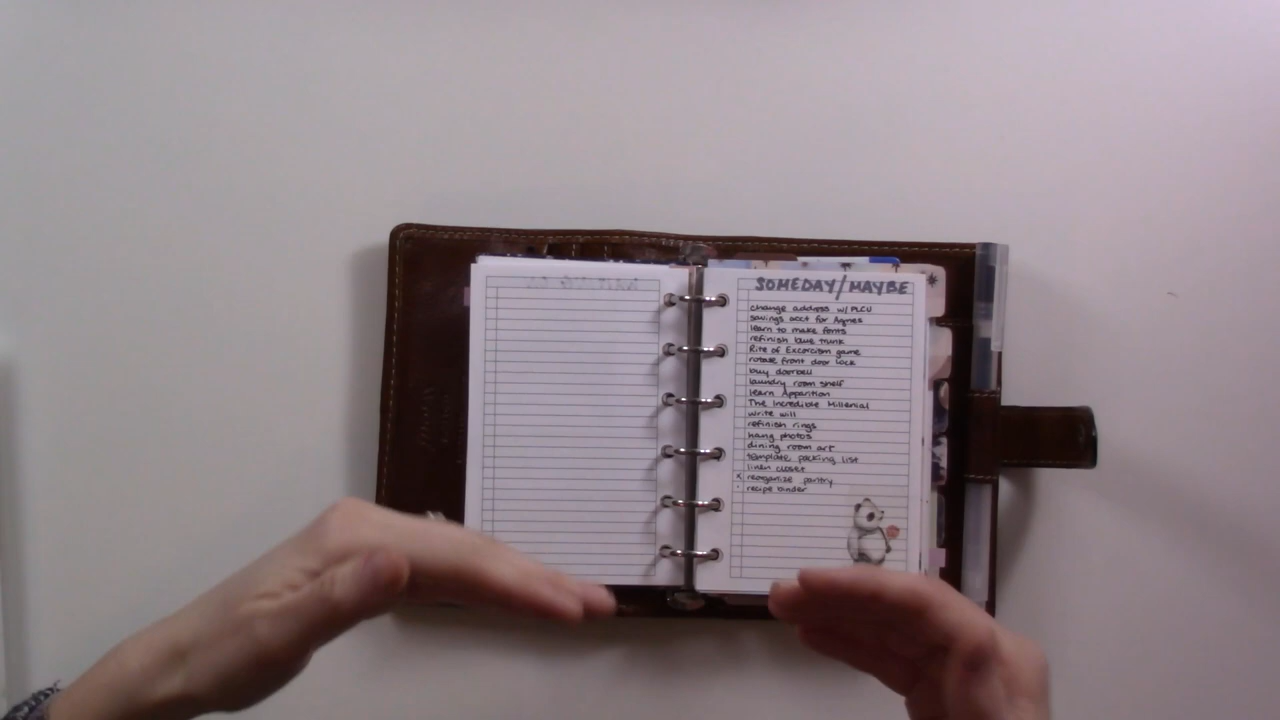 SOMEDAY/MAYBE
change address w/ PLCU
savings acct for Agnes
learn to make fonts
refinish blue trunk
Rite of Excorcism game
rotate front door lock
buy doorbell
laundry room shelf
learn Apparition
The Incredible Millenial
write will
refinish rings
hang photos
dining room art
template packing list
linen closet
x reorganize pantry
· recipe binder